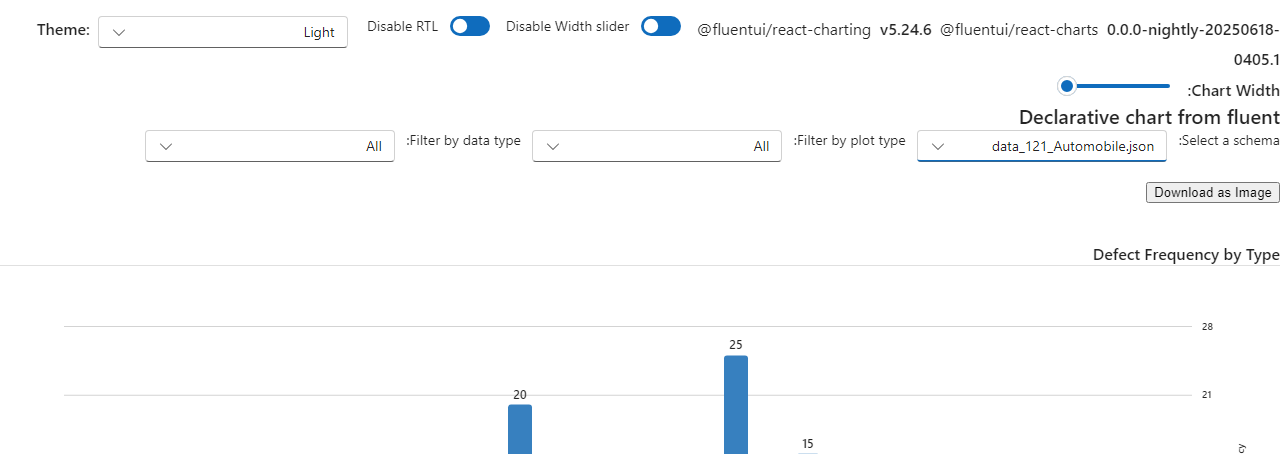 Theme: Light Disable RTL Disable Width slider @fluentui/react-charting v5.24.6 @fluentui/react-charts 0.0.0-nightly-20250618-
0405.1
:Chart Width
Declarative chart from fluent
All :Filter by data type All :Filter by plot type data_121_Automobile.json :Select a schema
Download as Image
Defect Frequency by Type
28
25
20
21
15
cy